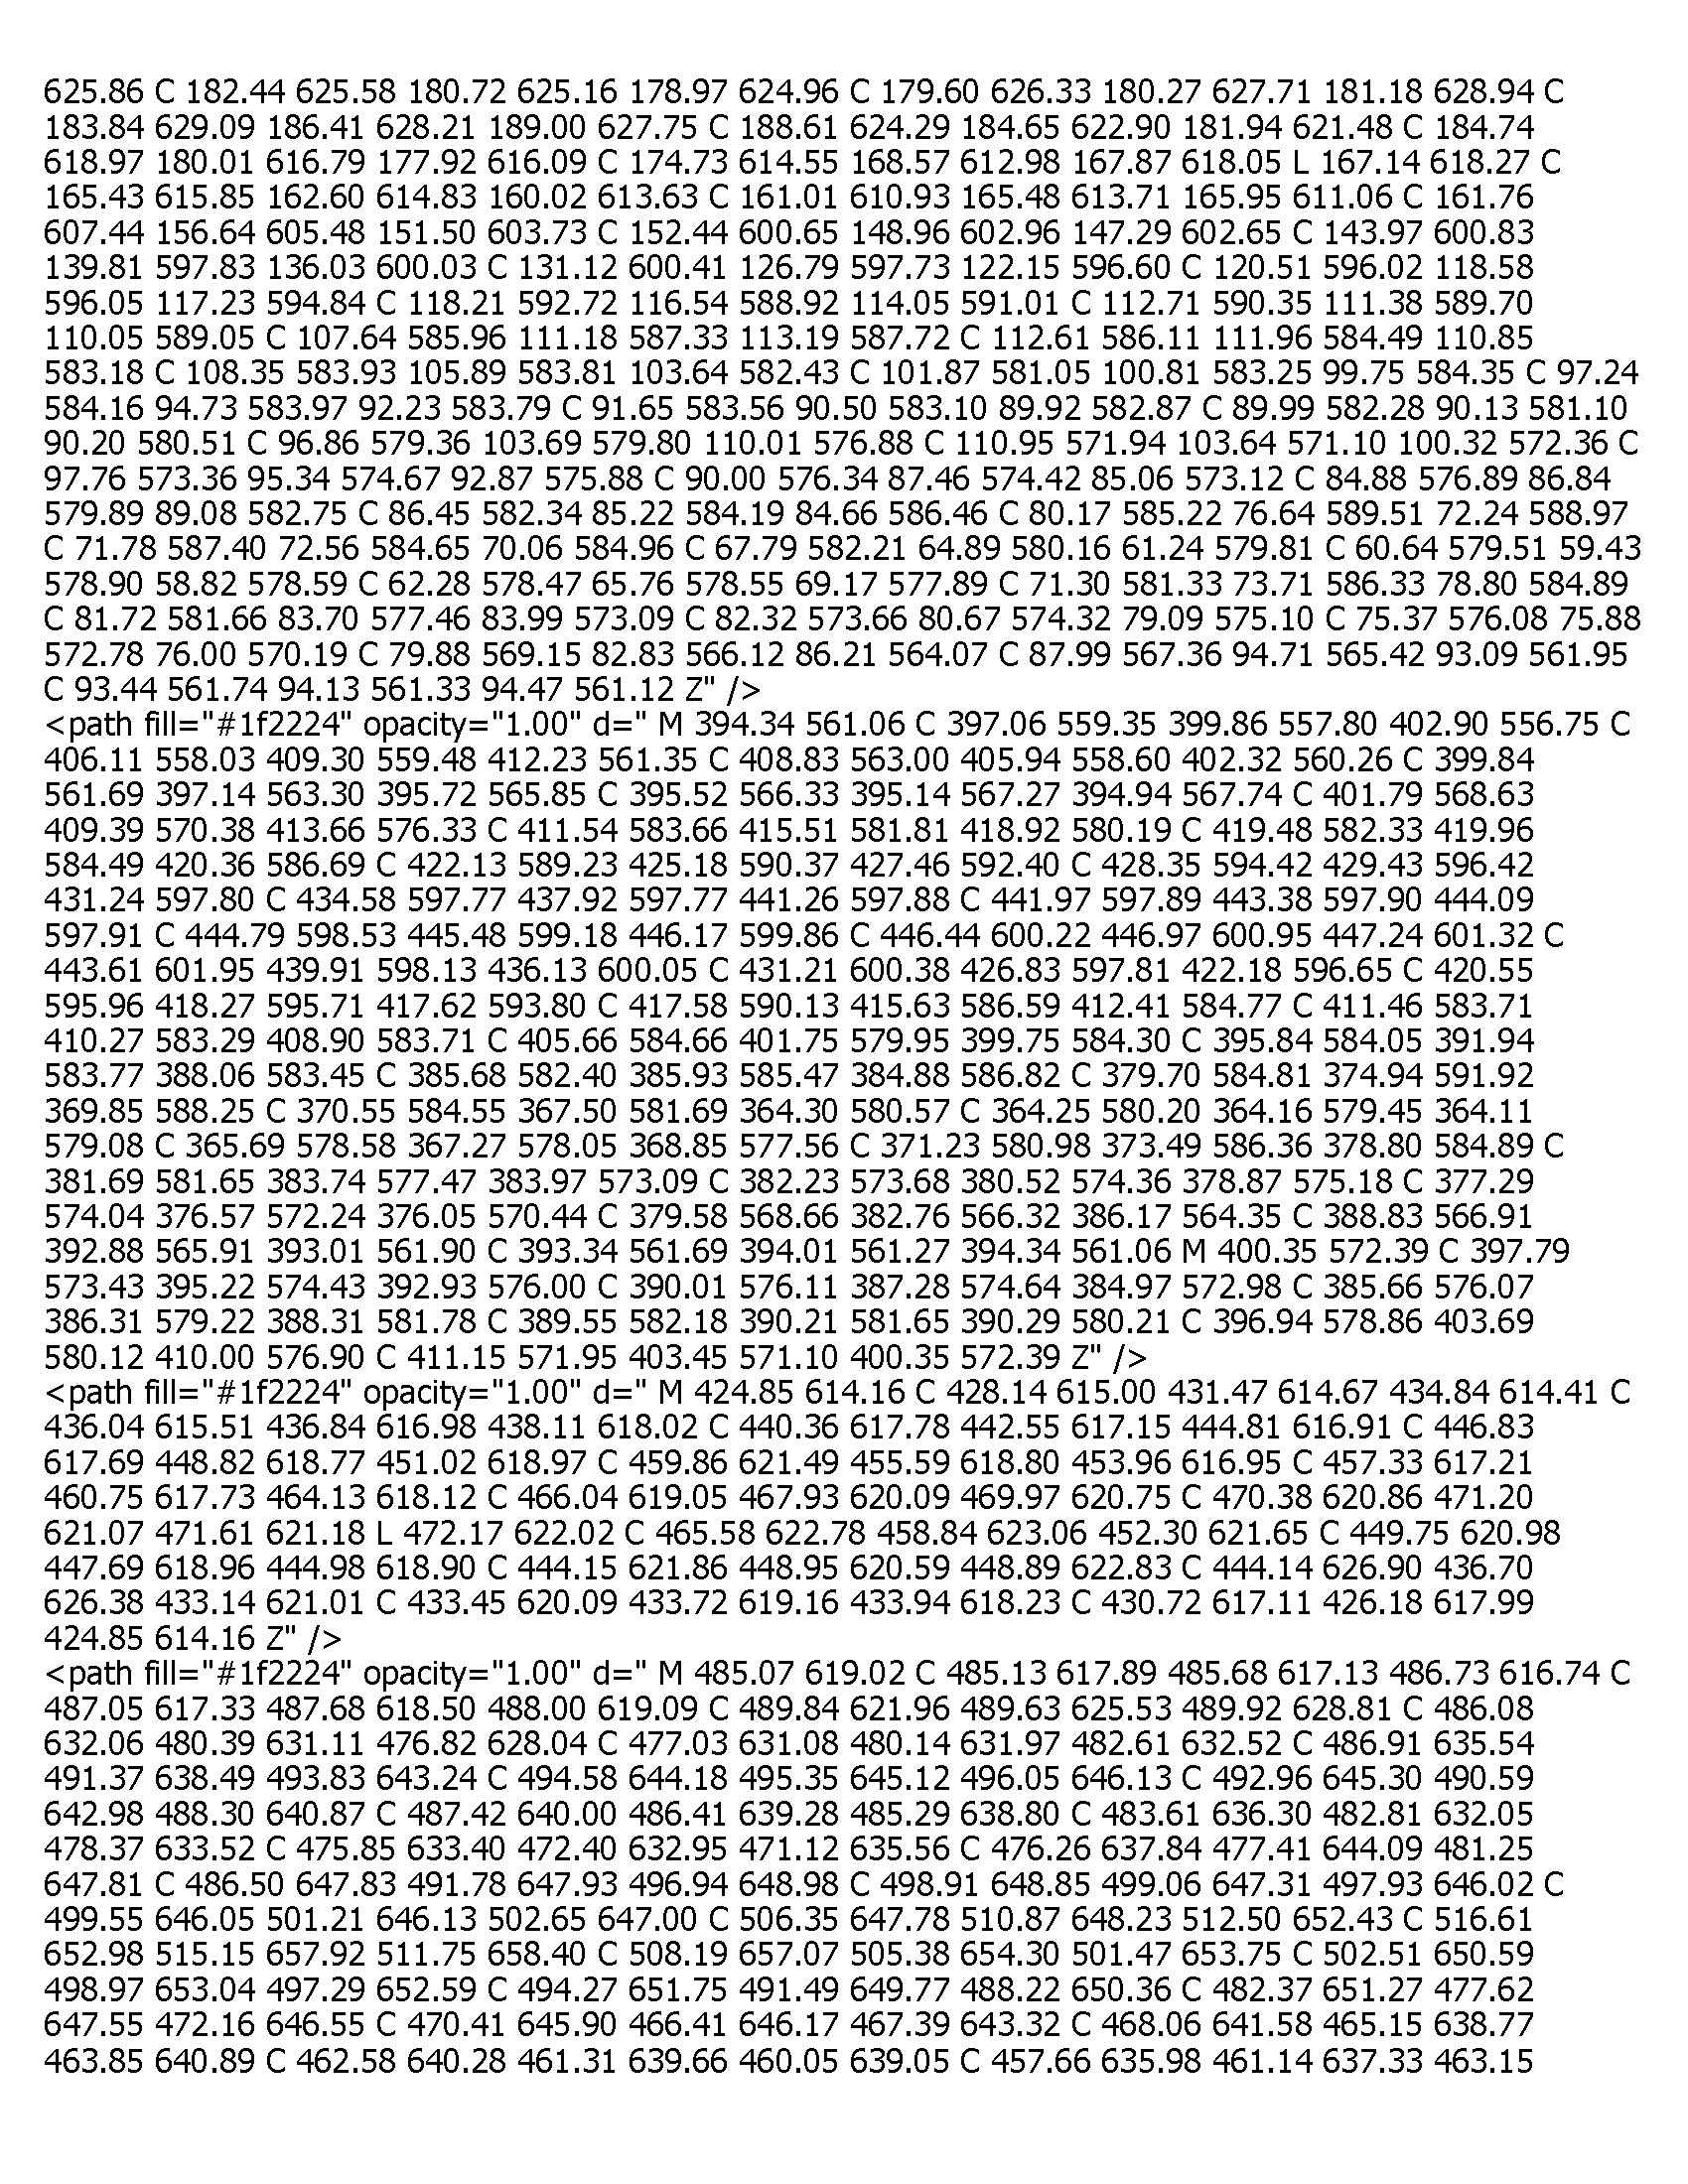 625.86 C 182.44 625.58 180.72 625.16 178.97 624.96 C 179.60 626.33 180.27 627.71 181.18 628.94 C
183.84 629.09 186.41 628.21 189.00 627.75 C 188.61 624.29 184.65 622.90 181.94 621.48 C 184.74
618.97 180.01 616.79 177.92 616.09 C 174.73 614.55 168.57 612.98 167.87 618.05 L 167.14 618.27 C
165.43 615.85 162.60 614.83 160.02 613.63 C 161.01 610.93 165.48 613.71 165.95 611.06 C 161.76
607.44 156.64 605.48 151.50 603.73 C 152.44 600.65 148.96 602.96 147.29 602.65 C 143.97 600.83
139.81 597.83 136.03 600.03 C 131.12 600.41 126.79 597.73 122.15 596.60 C 120.51 596.02 118.58
596.05 117.23 594.84 C 118.21 592.72 116.54 588.92 114.05 591.01 C 112.71 590.35 111.38 589.70
110.05 589.05 C 107.64 585.96 111.18 587.33 113.19 587.72 C 112.61 586.11 111.96 584.49 110.85
583.18 C 108.35 583.93 105.89 583.81 103.64 582.43 C 101.87 581.05 100.81 583.25 99.75 584.35 C 97.24
584.16 94.73 583.97 92.23 583.79 C 91.65 583.56 90.50 583.10 89.92 582.87 C 89.99 582.28 90.13 581.10
90.20 580.51 C 96.86 579.36 103.69 579.80 110.01 576.88 C 110.95 571.94 103.64 571.10 100.32 572.36 C
97.76 573.36 95.34 574.67 92.87 575.88 C 90.00 576.34 87.46 574.42 85.06 573.12 C 84.88 576.89 86.84
579.89 89.08 582.75 C 86.45 582.34 85.22 584.19 84.66 586.46 C 80.17 585.22 76.64 589.51 72.24 588.97
C 71.78 587.40 72.56 584.65 70.06 584.96 C 67.79 582.21 64.89 580.16 61.24 579.81 C 60.64 579.51 59.43
578.90 58.82 578.59 C 62.28 578.47 65.76 578.55 69.17 577.89 C 71.30 581.33 73.71 586.33 78.80 584.89
C 81.72 581.66 83.70 577.46 83.99 573.09 C 82.32 573.66 80.67 574.32 79.09 575.10 C 75.37 576.08 75.88
572.78 76.00 570.19 C 79.88 569.15 82.83 566.12 86.21 564.07 C 87.99 567.36 94.71 565.42 93.09 561.95
C 93.44 561.74 94.13 561.33 94.47 561.12 Z" />
<path fill="#1f2224" opacity="1.00" d=" M 394.34 561.06 C 397.06 559.35 399.86 557.80 402.90 556.75 C
406.11 558.03 409.30 559.48 412.23 561.35 C 408.83 563.00 405.94 558.60 402.32 560.26 C 399.84
561.69 397.14 563.30 395.72 565.85 C 395.52 566.33 395.14 567.27 394.94 567.74 C 401.79 568.63
409.39 570.38 413.66 576.33 C 411.54 583.66 415.51 581.81 418.92 580.19 C 419.48 582.33 419.96
584.49 420.36 586.69 C 422.13 589.23 425.18 590.37 427.46 592.40 C 428.35 594.42 429.43 596.42
431.24 597.80 C 434.58 597.77 437.92 597.77 441.26 597.88 C 441.97 597.89 443.38 597.90 444.09
597.91 C 444.79 598.53 445.48 599.18 446.17 599.86 C 446.44 600.22 446.97 600.95 447.24 601.32 C
443.61 601.95 439.91 598.13 436.13 600.05 C 431.21 600.38 426.83 597.81 422.18 596.65 C 420.55
595.96 418.27 595.71 417.62 593.80 C 417.58 590.13 415.63 586.59 412.41 584.77 C 411.46 583.71
410.27 583.29 408.90 583.71 C 405.66 584.66 401.75 579.95 399.75 584.30 C 395.84 584.05 391.94
583.77 388.06 583.45 C 385.68 582.40 385.93 585.47 384.88 586.82 C 379.70 584.81 374.94 591.92
369.85 588.25 C 370.55 584.55 367.50 581.69 364.30 580.57 C 364.25 580.20 364.16 579.45 364.11
579.08 C 365.69 578.58 367.27 578.05 368.85 577.56 C 371.23 580.98 373.49 586.36 378.80 584.89 C
381.69 581.65 383.74 577.47 383.97 573.09 C 382.23 573.68 380.52 574.36 378.87 575.18 C 377.29
574.04 376.57 572.24 376.05 570.44 C 379.58 568.66 382.76 566.32 386.17 564.35 C 388.83 566.91
392.88 565.91 393.01 561.90 C 393.34 561.69 394.01 561.27 394.34 561.06 M 400.35 572.39 C 397.79
573.43 395.22 574.43 392.93 576.00 C 390.01 576.11 387.28 574.64 384.97 572.98 C 385.66 576.07
386.31 579.22 388.31 581.78 C 389.55 582.18 390.21 581.65 390.29 580.21 C 396.94 578.86 403.69
580.12 410.00 576.90 C 411.15 571.95 403.45 571.10 400.35 572.39 Z" />
<path fill="#1f2224" opacity="1.00" d=" M 424.85 614.16 C 428.14 615.00 431.47 614.67 434.84 614.41 C
436.04 615.51 436.84 616.98 438.11 618.02 C 440.36 617.78 442.55 617.15 444.81 616.91 C 446.83
617.69 448.82 618.77 451.02 618.97 C 459.86 621.49 455.59 618.80 453.96 616.95 C 457.33 617.21
460.75 617.73 464.13 618.12 C 466.04 619.05 467.93 620.09 469.97 620.75 C 470.38 620.86 471.20
621.07 471.61 621.18 L 472.17 622.02 C 465.58 622.78 458.84 623.06 452.30 621.65 C 449.75 620.98
447.69 618.96 444.98 618.90 C 444.15 621.86 448.95 620.59 448.89 622.83 C 444.14 626.90 436.70
626.38 433.14 621.01 C 433.45 620.09 433.72 619.16 433.94 618.23 C 430.72 617.11 426.18 617.99
424.85 614.16 Z" />
<path fill="#1f2224" opacity="1.00" d=" M 485.07 619.02 C 485.13 617.89 485.68 617.13 486.73 616.74 C
487.05 617.33 487.68 618.50 488.00 619.09 C 489.84 621.96 489.63 625.53 489.92 628.81 C 486.08
632.06 480.39 631.11 476.82 628.04 C 477.03 631.08 480.14 631.97 482.61 632.52 C 486.91 635.54
491.37 638.49 493.83 643.24 C 494.58 644.18 495.35 645.12 496.05 646.13 C 492.96 645.30 490.59
642.98 488.30 640.87 C 487.42 640.00 486.41 639.28 485.29 638.80 C 483.61 636.30 482.81 632.05
478.37 633.52 C 475.85 633.40 472.40 632.95 471.12 635.56 C 476.26 637.84 477.41 644.09 481.25
647.81 C 486.50 647.83 491.78 647.93 496.94 648.98 C 498.91 648.85 499.06 647.31 497.93 646.02 C
499.55 646.05 501.21 646.13 502.65 647.00 C 506.35 647.78 510.87 648.23 512.50 652.43 C 516.61
652.98 515.15 657.92 511.75 658.40 C 508.19 657.07 505.38 654.30 501.47 653.75 C 502.51 650.59
498.97 653.04 497.29 652.59 C 494.27 651.75 491.49 649.77 488.22 650.36 C 482.37 651.27 477.62
647.55 472.16 646.55 C 470.41 645.90 466.41 646.17 467.39 643.32 C 468.06 641.58 465.15 638.77
463.85 640.89 C 462.58 640.28 461.31 639.66 460.05 639.05 C 457.66 635.98 461.14 637.33 463.15